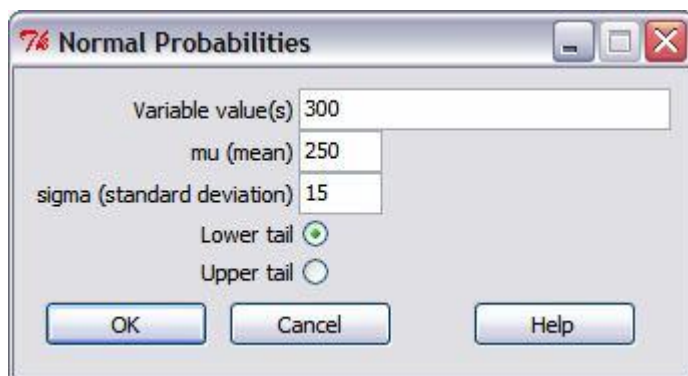 Normal Probabilities
Variable value(s) 300
mu (mean) 250
sigma (standard deviation) 15
Lower tail
Upper tail
OK Cancel Help